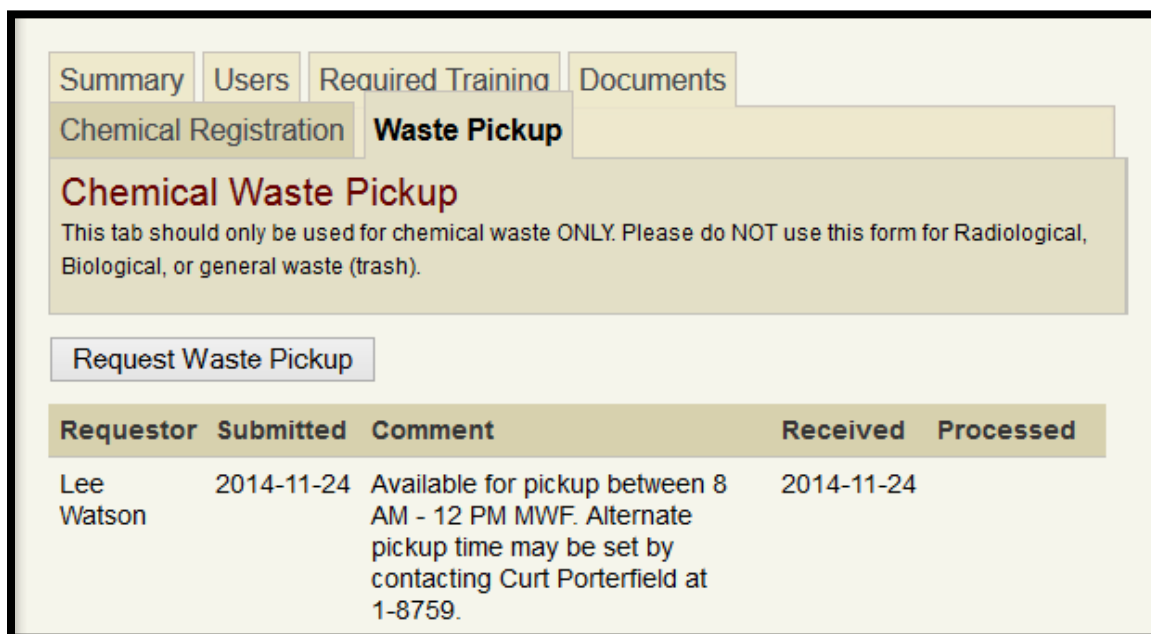 Summary Users Required Training Documents
Chemical Registration Waste Pickup
Chemical Waste Pickup
This tab should only be used for chemical waste ONLY. Please do NOT use this form for Radiological,
Biological, or general waste (trash).
Request Waste Pickup
Requestor Submitted Comment Received Processed
Lee 2014-11-24 Available for pickup between 8 2014-11-24
Watson AM - 12 PM MWF. Alternate
pickup time may be set by
contacting Curt Porterfield at
1-8759.